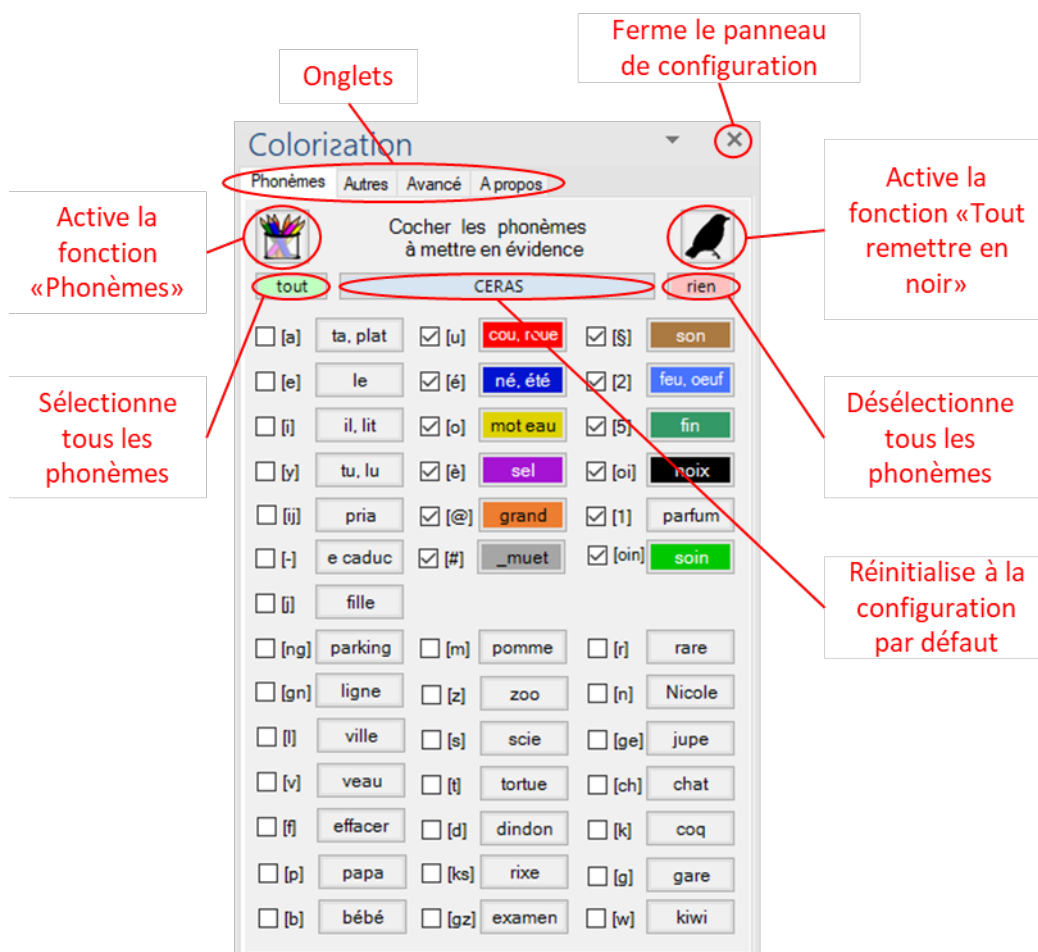 Ferme le panneau
de configuration
Onglets
Colorization
Phonèmes Autres Avancé A propos
Active la
fonction
«Phonèmes»
Cocher les phonèmes
à mettre en évidence
Active la
fonction «Tout
remettre en
noir»
tout CERAS rien
[a] ta, plat [u] cou, roue [§] son
[e] le [é] né, été [2] feu, oeuf
[i] il, lit [o] mot eau [5] fin
[y] tu, lu [è] sel [oi] noix
[ij] pria [@] grand [1] parfum
[-] e caduc [#] _muet [oin] soin
[j] fille
[ng] parking [m] pomme [r] rare
[gn] ligne [z] zoo [n] Nicole
[l] ville [s] scie [ge] jupe
[v] veau [t] tortue [ch] chat
[f] effacer [d] dindon [k] coq
[p] papa [ks] rixe [g] gare
[b] bébé [gz] examen [w] kiwi
Sélectionne
tous les
phonèmes
Désélectionne
tous les
phonèmes
Réinitialise à la
configuration
par défaut